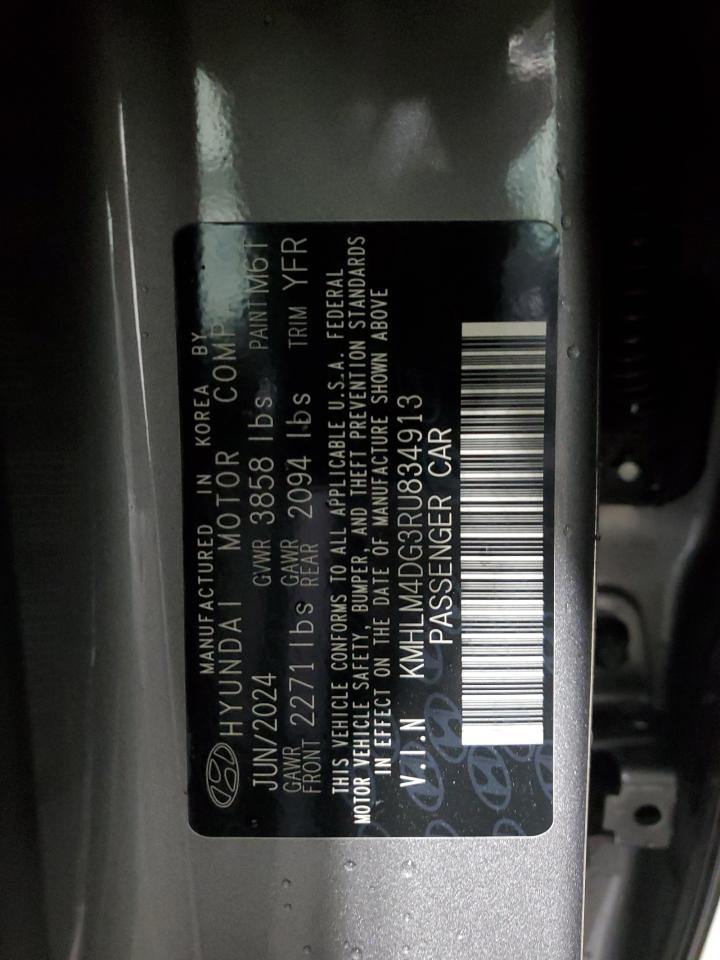 MANUFACTURED IN KOREA BY
HYUNDAI MOTOR COMP
JUN/2024 GVWR 3858 lbs PAINT M6T
GAWR FRONT 2271 lbs GAWR REAR 2094 lbs TRIM YFR
THIS VEHICLE CONFORMS TO ALL APPLICABLE U.S.A. FEDERAL
MOTOR VEHICLE SAFETY, BUMPER, AND THEFT PREVENTION STANDARDS
IN EFFECT ON THE DATE OF MANUFACTURE SHOWN ABOVE
V.I.N KMHLM4DG3RU834913
PASSENGER CAR